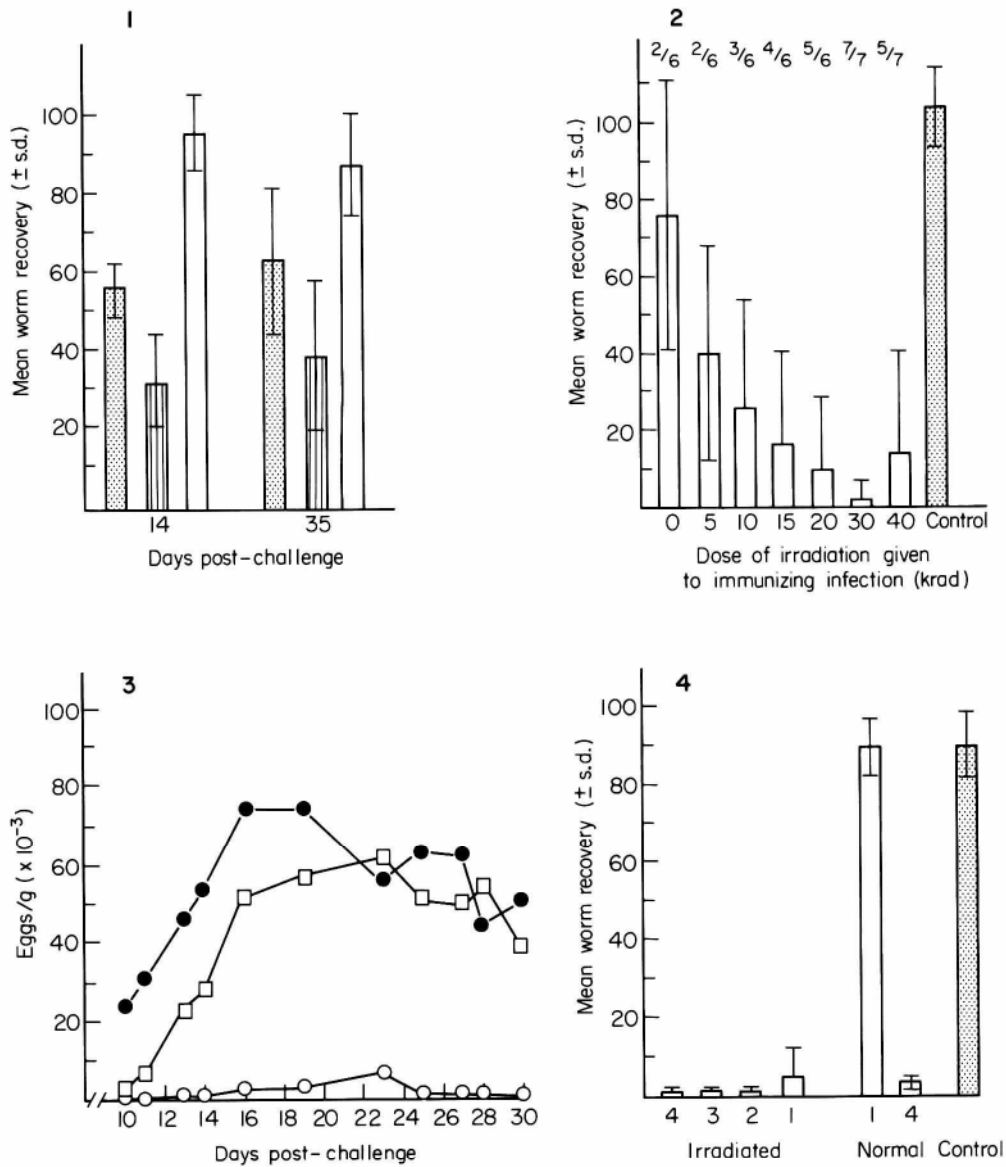 1
Mean worm recovery (± s.d.)
100
80
60
40
20
14 35
Days post-challenge
2
2/6 2/6 3/6 4/6 5/6 7/7 5/7
Mean worm recovery (± s.d.)
100
80
60
40
20
0 5 10 15 20 30 40 Control
Dose of irradiation given
to immunizing infection (krad)
3
Eggs/g ( x 10⁻³)
100
80
60
40
20
10 12 14 16 18 20 22 24 26 28 30
Days post-challenge
4
Mean worm recovery (± s.d.)
100
80
60
40
20
4 3 2 1 1 4
Irradiated Normal Control